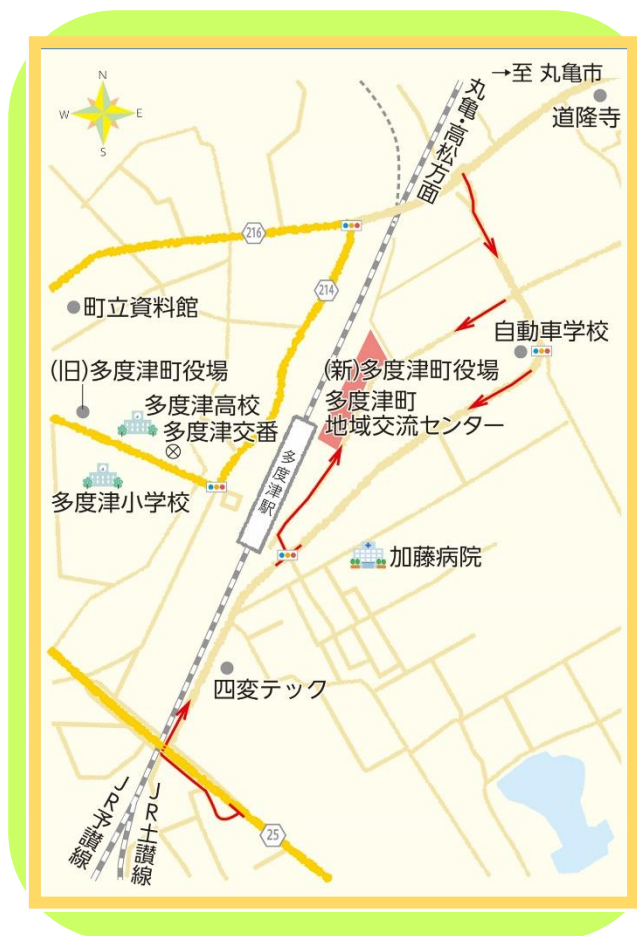 N
W
E
S
→至 丸亀市
道隆寺
丸亀・高松方面
216
214
町立資料館
自動車学校
(旧)多度津町役場
(新)多度津町役場
多度津高校
多度津町
地域交流センター
多度津交番
多度津小学校
多度津駅
加藤病院
四変テック
25
JR予讃線
JR土讃線